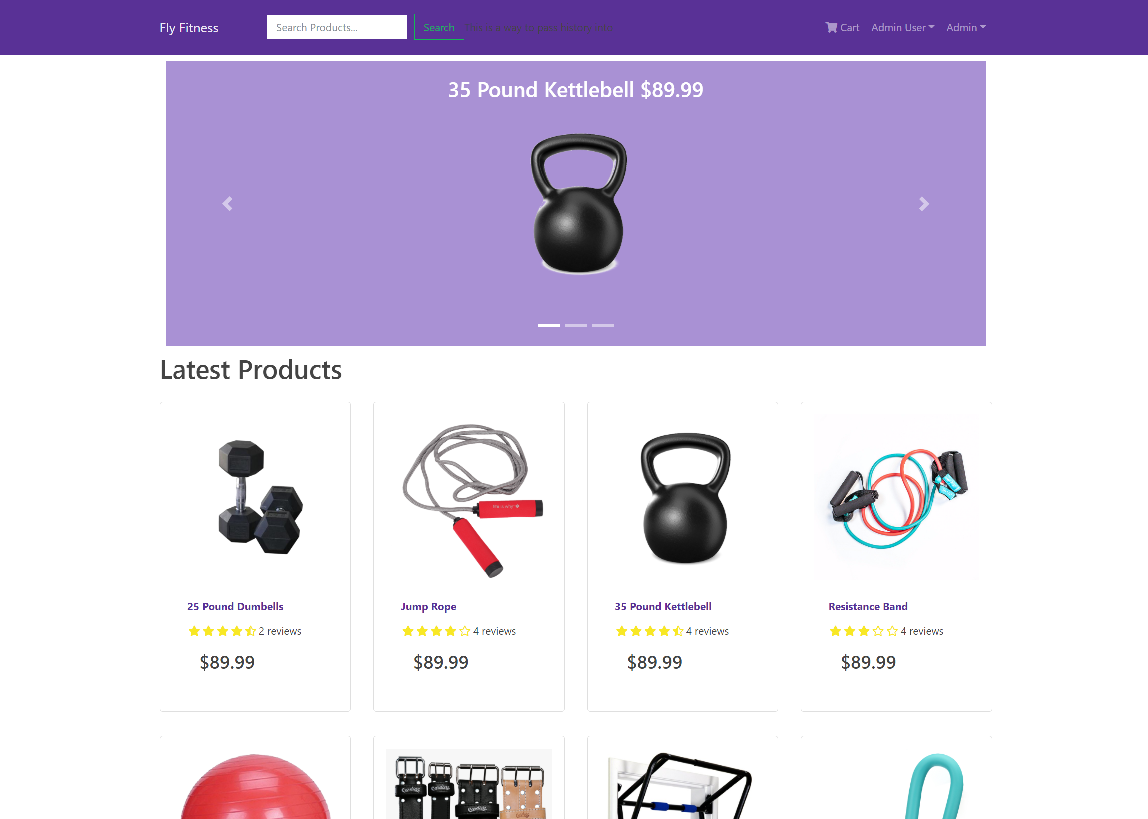 Fly Fitness
Search Products...
Search
Cart
Admin User
Admin
35 Pound Kettlebell $89.99
Latest Products
25 Pound Dumbells
2 reviews
$89.99
Jump Rope
4 reviews
$89.99
35 Pound Kettlebell
4 reviews
$89.99
Resistance Band
4 reviews
$89.99